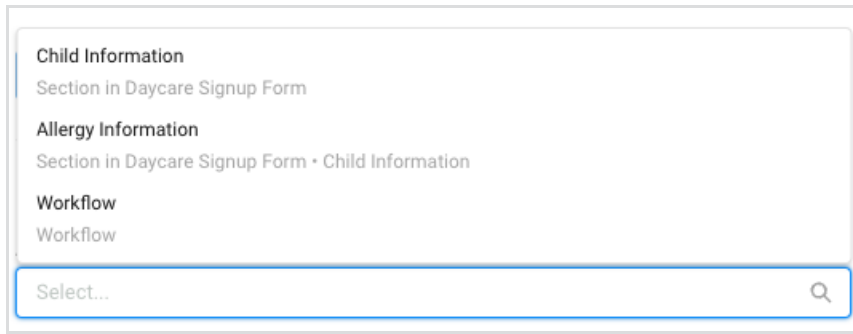 Child Information
Section in Daycare Signup Form
Allergy Information
Section in Daycare Signup Form • Child Information
Workflow
Workflow
Select...